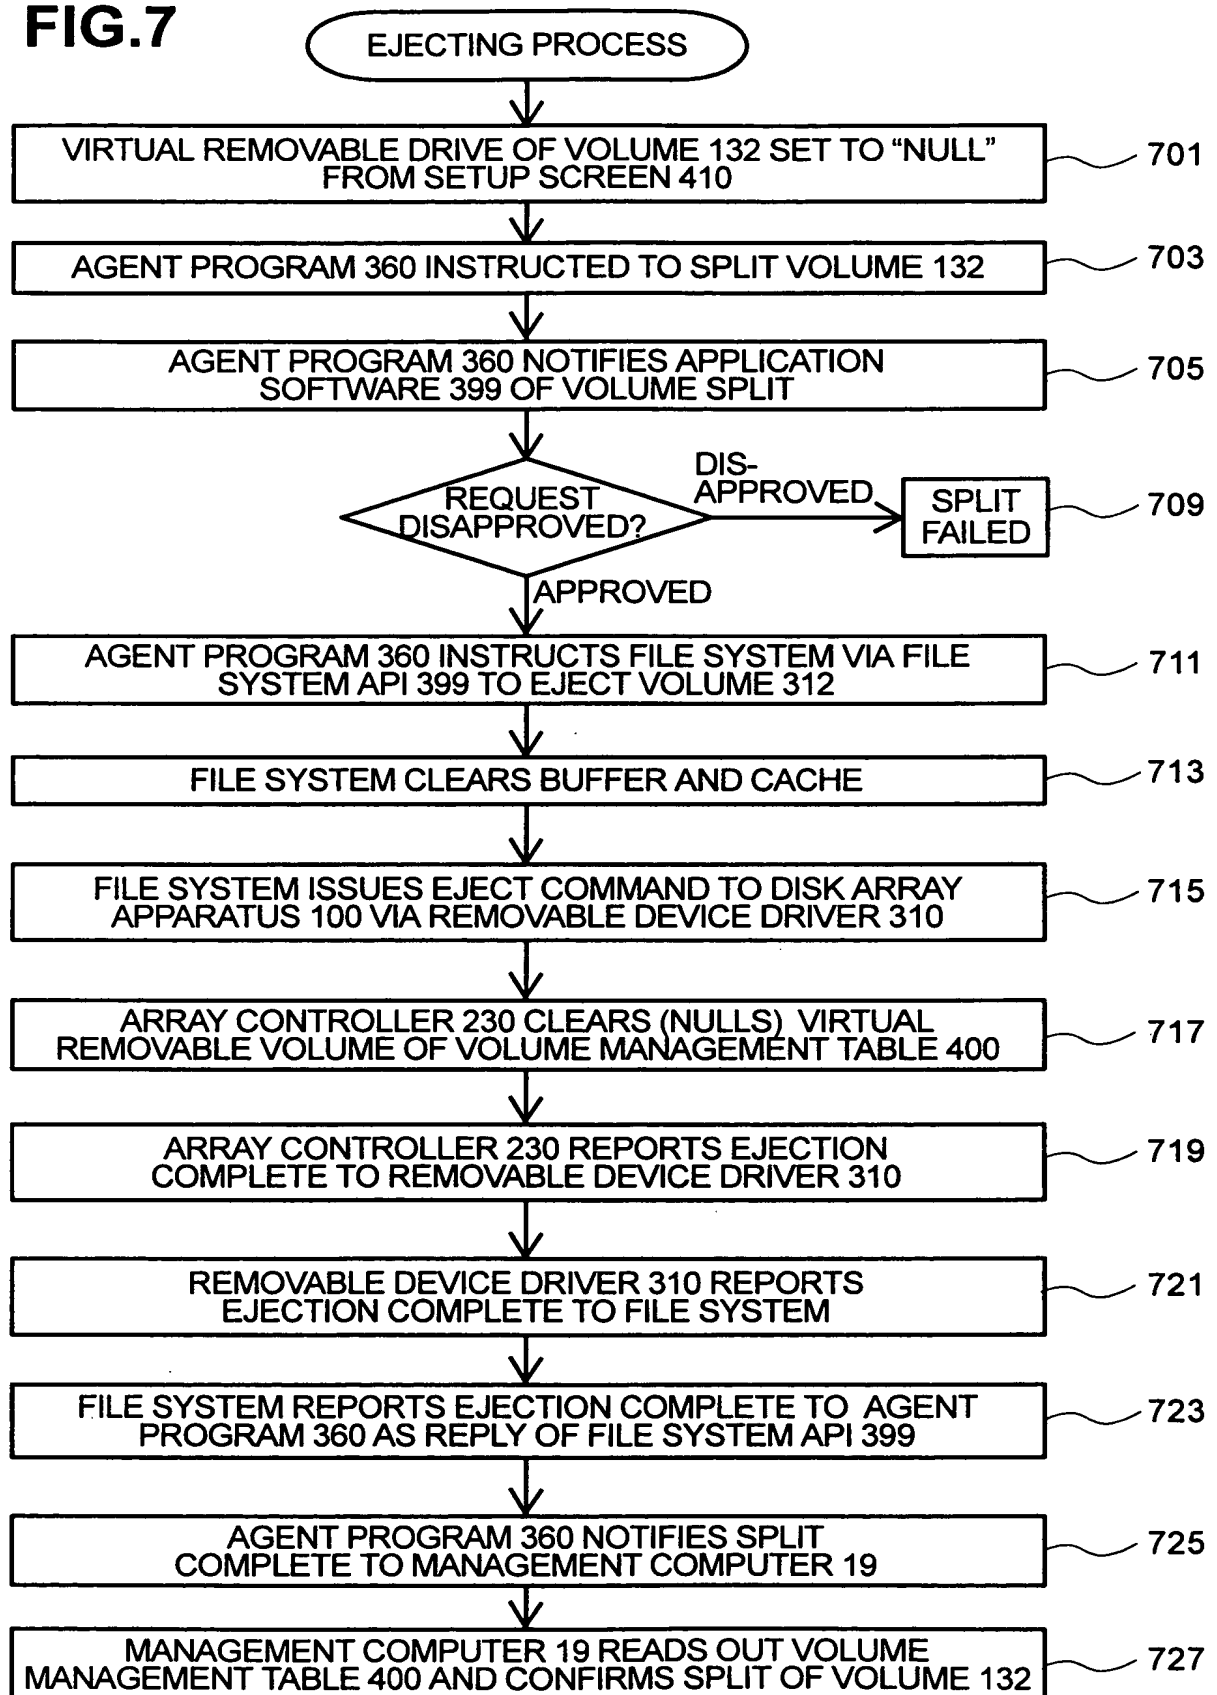 FIG.7
EJECTING PROCESS
VIRTUAL REMOVABLE DRIVE OF VOLUME 132 SET TO “NULL”
FROM SETUP SCREEN 410
701
AGENT PROGRAM 360 INSTRUCTED TO SPLIT VOLUME 132
703
AGENT PROGRAM 360 NOTIFIES APPLICATION
SOFTWARE 399 OF VOLUME SPLIT
705
REQUEST
DISAPPROVED?
DIS-
APPROVED
SPLIT
FAILED
709
APPROVED
AGENT PROGRAM 360 INSTRUCTS FILE SYSTEM VIA FILE
SYSTEM API 399 TO EJECT VOLUME 312
711
FILE SYSTEM CLEARS BUFFER AND CACHE
713
FILE SYSTEM ISSUES EJECT COMMAND TO DISK ARRAY
APPARATUS 100 VIA REMOVABLE DEVICE DRIVER 310
715
ARRAY CONTROLLER 230 CLEARS (NULLS) VIRTUAL
REMOVABLE VOLUME OF VOLUME MANAGEMENT TABLE 400
717
ARRAY CONTROLLER 230 REPORTS EJECTION
COMPLETE TO REMOVABLE DEVICE DRIVER 310
719
REMOVABLE DEVICE DRIVER 310 REPORTS
EJECTION COMPLETE TO FILE SYSTEM
721
FILE SYSTEM REPORTS EJECTION COMPLETE TO AGENT
PROGRAM 360 AS REPLY OF FILE SYSTEM API 399
723
AGENT PROGRAM 360 NOTIFIES SPLIT
COMPLETE TO MANAGEMENT COMPUTER 19
725
MANAGEMENT COMPUTER 19 READS OUT VOLUME
MANAGEMENT TABLE 400 AND CONFIRMS SPLIT OF VOLUME 132
727